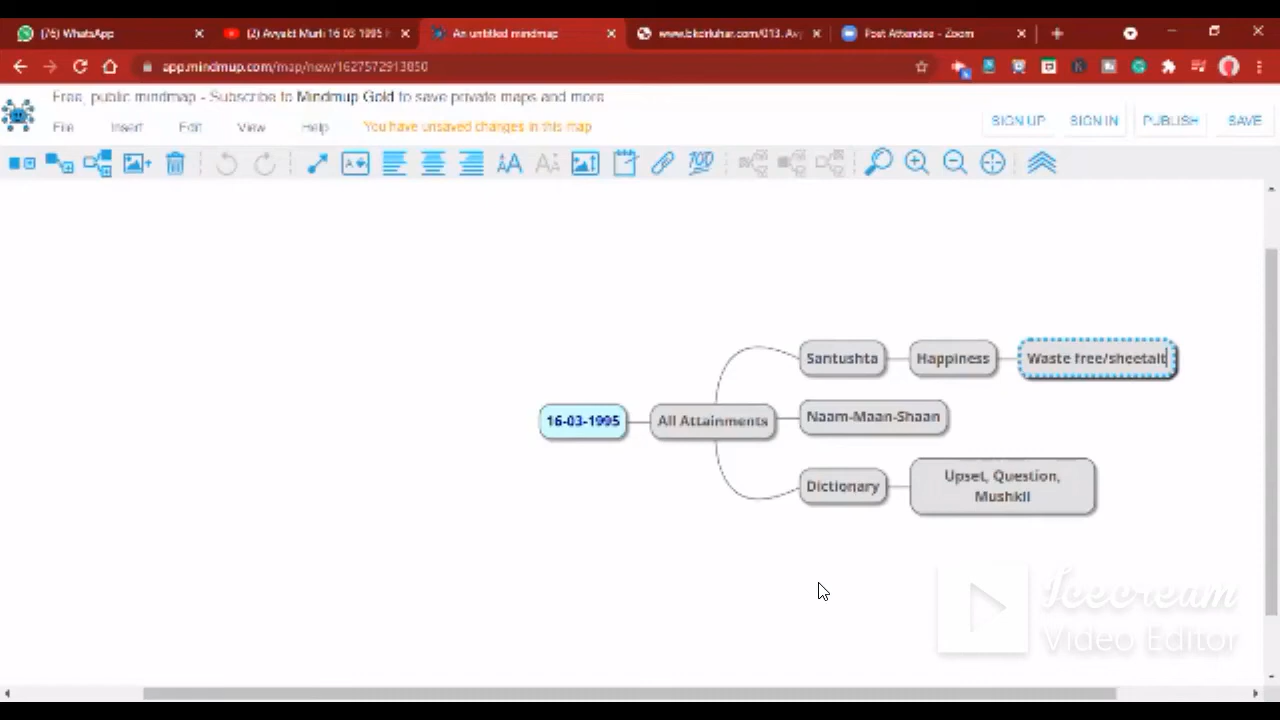 (76) WhatsApp
(2) Avyakt Murli 16 03 1995
An untitled mindmap
Post Attendee - Zoom
app.mindmup.com/map/new/1627572913850
Free, public mindmap - Subscribe to Mindmup Gold to save private maps and more
File Insert Edit View Help You have unsaved changes in this map
SIGN UP SIGN IN PUBLISH SAVE
Santushta Happiness Waste free/sheetalt
16-03-1995 All Attainments Naam-Maan-Shaan
Dictionary Upset, Question,
Mushkil
Icecream
Video Editor